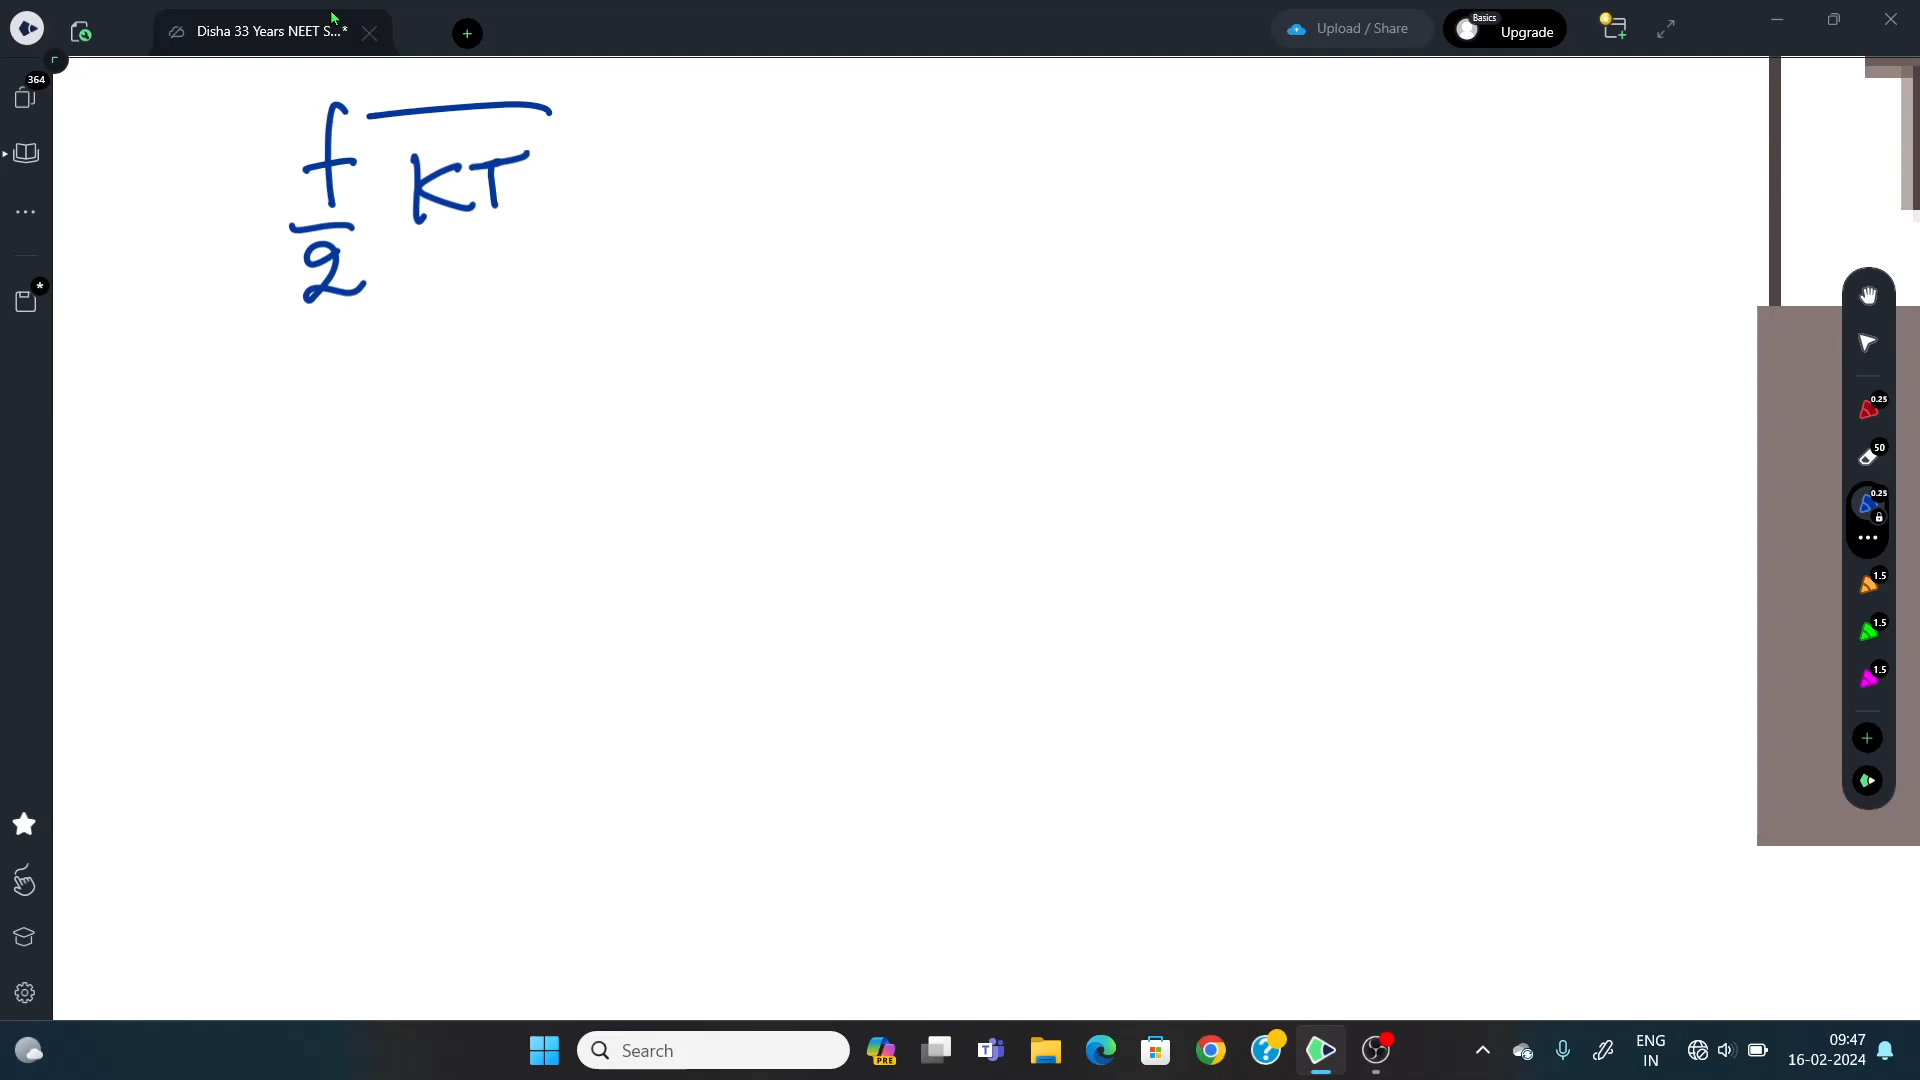 Disha 33 Years NEET S...*
Upload / Share
Basics
Upgrade
364
f KT
2
*
0.25
50
0.25
1.5
1.5
1.5
Search
PRE
ENG
IN
09:47
16-02-2024